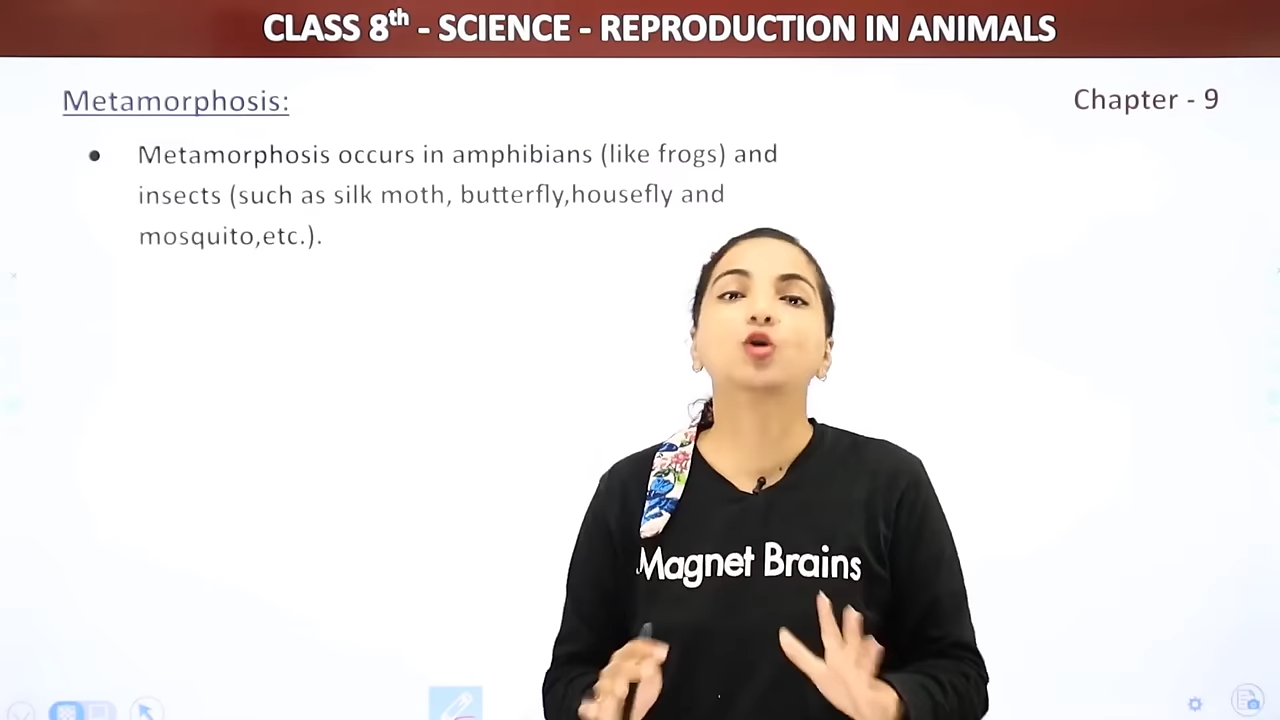 CLASS 8th - SCIENCE - REPRODUCTION IN ANIMALS
Metamorphosis:
Chapter - 9
● Metamorphosis occurs in amphibians (like frogs) and
insects (such as silk moth, butterfly,housefly and
mosquito,etc.).
Magnet Brains